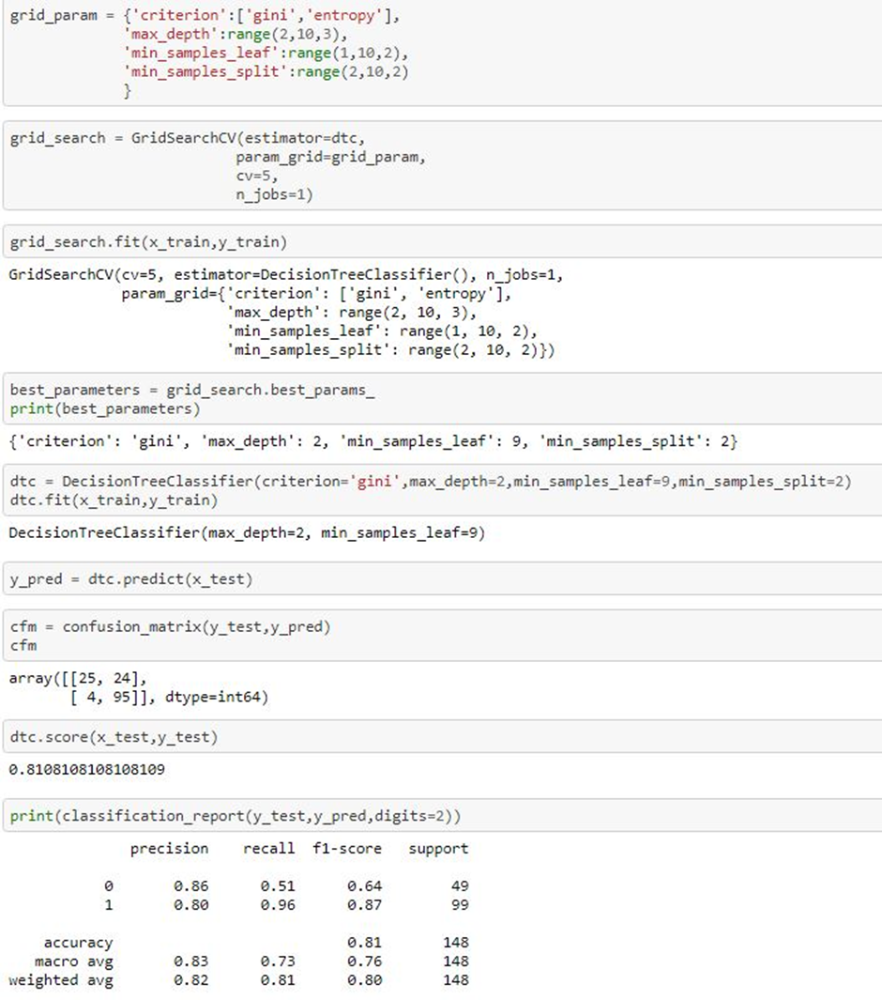 grid_param = {'criterion':['gini','entropy'],
'max_depth':range(2,10,3),
'min_samples_leaf':range(1,10,2),
'min_samples_split':range(2,10,2)
}
grid_search = GridSearchCV(estimator=dtc,
param_grid=grid_param,
cv=5,
n_jobs=1)
grid_search.fit(x_train,y_train)
GridSearchCV(cv=5, estimator=DecisionTreeClassifier(), n_jobs=1,
param_grid={'criterion': ['gini', 'entropy'],
'max_depth': range(2, 10, 3),
'min_samples_leaf': range(1, 10, 2),
'min_samples_split': range(2, 10, 2)})
best_parameters = grid_search.best_params_
print(best_parameters)
{'criterion': 'gini', 'max_depth': 2, 'min_samples_leaf': 9, 'min_samples_split': 2}
dtc = DecisionTreeClassifier(criterion='gini',max_depth=2,min_samples_leaf=9,min_samples_split=2)
dtc.fit(x_train,y_train)
DecisionTreeClassifier(max_depth=2, min_samples_leaf=9)
y_pred = dtc.predict(x_test)
cfm = confusion_matrix(y_test,y_pred)
cfm
array([[25, 24],
[ 4, 95]], dtype=int64)
dtc.score(x_test,y_test)
0.8108108108108109
print(classification_report(y_test,y_pred,digits=2))
precision recall f1-score support
0 0.86 0.51 0.64 49
1 0.80 0.96 0.87 99
accuracy 0.81 148
macro avg 0.83 0.73 0.76 148
weighted avg 0.82 0.81 0.80 148